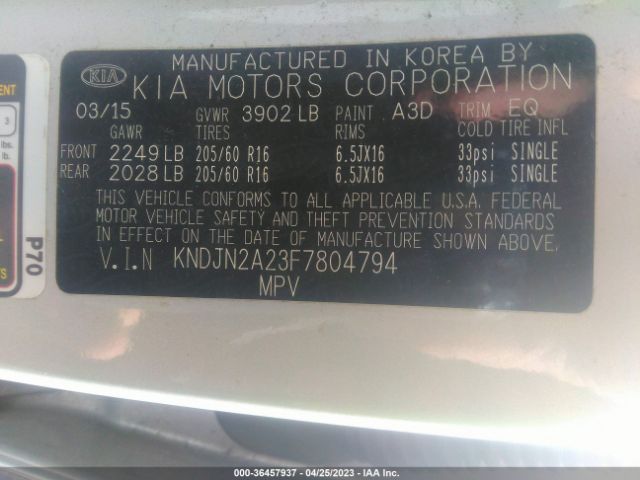 MANUFACTURED IN KOREA BY
KIA KIA MOTORS CORPORATION
03/15 GVWR 3902 LB PAINT A3D TRIM EQ
GAWR TIRES RIMS COLD TIRE INFL
FRONT 2249 LB 205/60 R16 6.5JX16 33psi SINGLE
REAR 2028 LB 205/60 R16 6.5JX16 33psi SINGLE
THIS VEHICLE CONFORMS TO ALL APPLICABLE U.S.A. FEDERAL
MOTOR VEHICLE SAFETY AND THEFT PREVENTION STANDARDS
IN EFFECT ON THE DATE OF MANUFACTURE SHOWN ABOVE.
V.I.N KNDJN2A23F7804794
MPV
3
lbs.
lb.
P70
000-36457937 - 04/25/2023 - IAA Inc.